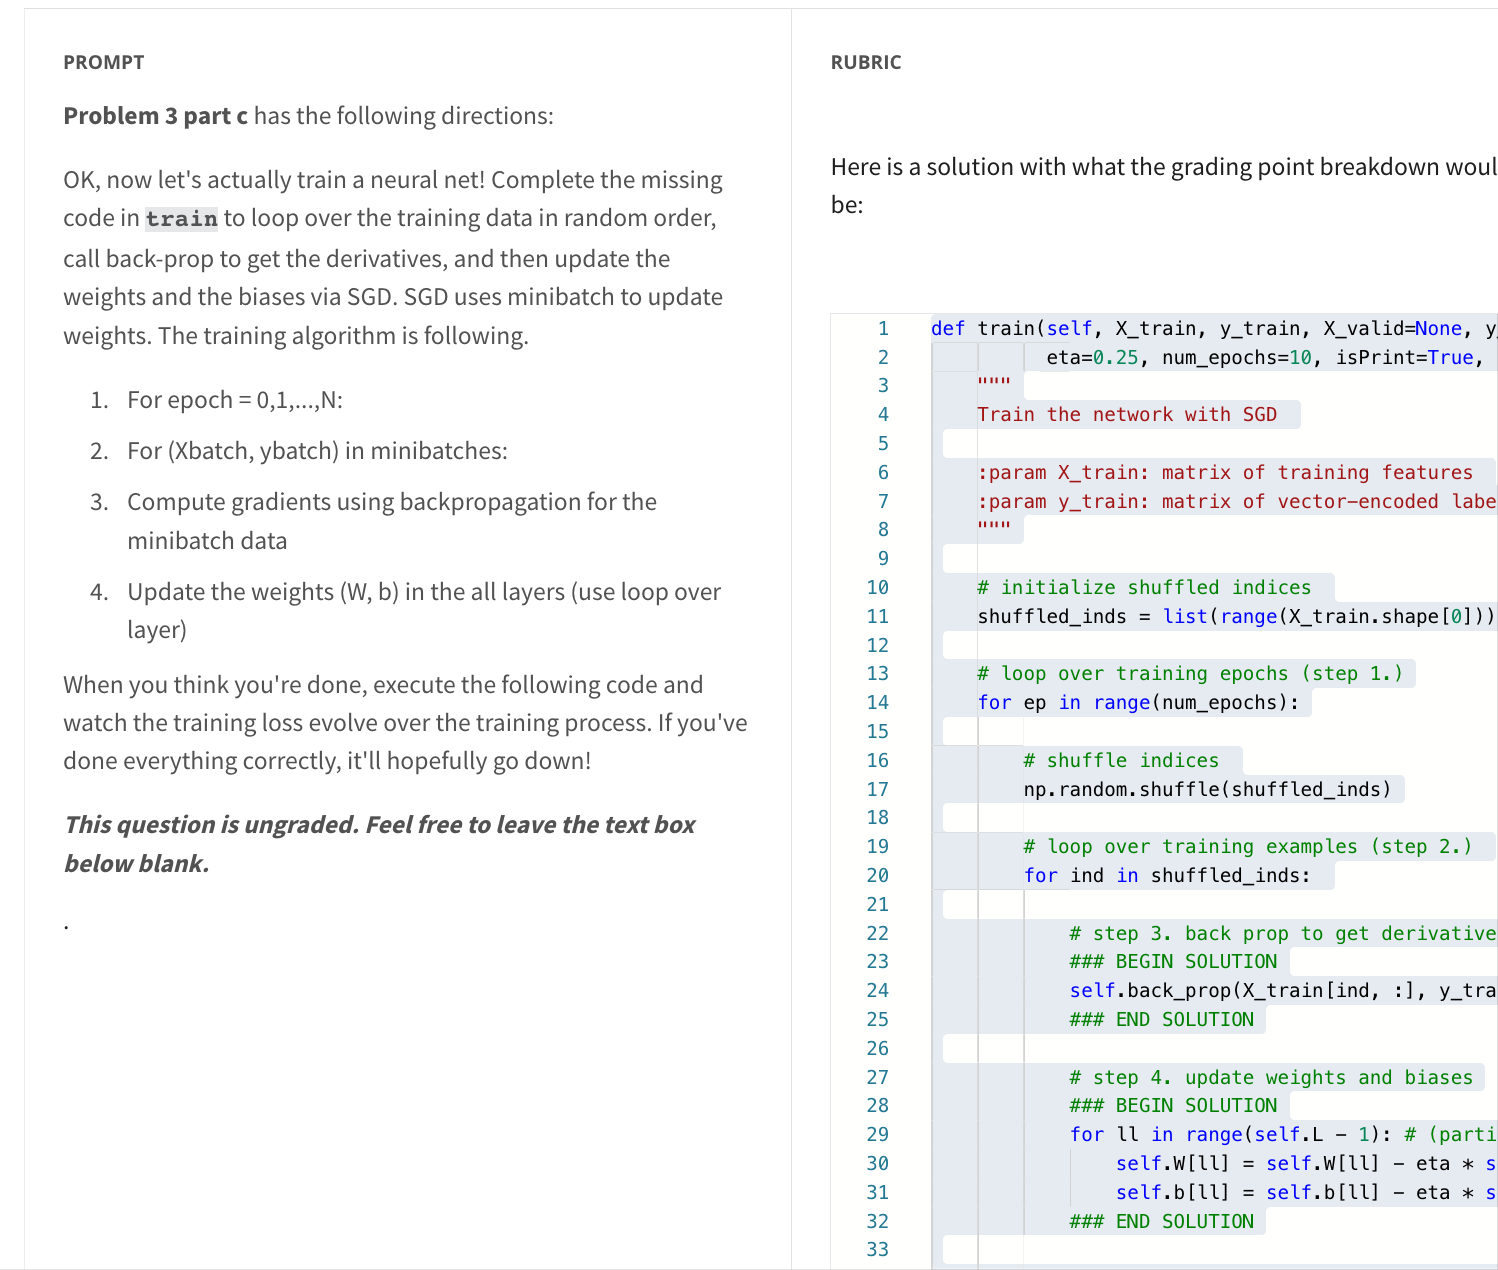 PROMPT
Problem 3 part c has the following directions:
OK, now let's actually train a neural net! Complete the missing
code in train to loop over the training data in random order,
call back-prop to get the derivatives, and then update the
weights and the biases via SGD. SGD uses minibatch to update
weights. The training algorithm is following.
1. For epoch = 0,1,...,N:
2. For (Xbatch, ybatch) in minibatches:
3. Compute gradients using backpropagation for the
minibatch data
4. Update the weights (W, b) in the all layers (use loop over
layer)
When you think you're done, execute the following code and
watch the training loss evolve over the training process. If you've
done everything correctly, it'll hopefully go down!
This question is ungraded. Feel free to leave the text box
below blank.
.
RUBRIC
Here is a solution with what the grading point breakdown woul
be:
1 def train(self, X_train, y_train, X_valid=None, y_
2 eta=0.25, num_epochs=10, isPrint=True,
3 """
4 Train the network with SGD
5
6 :param X_train: matrix of training features
7 :param y_train: matrix of vector-encoded labe
8 """
9
10 # initialize shuffled indices
11 shuffled_inds = list(range(X_train.shape[0]))
12
13 # loop over training epochs (step 1.)
14 for ep in range(num_epochs):
15
16 # shuffle indices
17 np.random.shuffle(shuffled_inds)
18
19 # loop over training examples (step 2.)
20 for ind in shuffled_inds:
21
22 # step 3. back prop to get derivative
23 ### BEGIN SOLUTION
24 self.back_prop(X_train[ind, :], y_tra
25 ### END SOLUTION
26
27 # step 4. update weights and biases
28 ### BEGIN SOLUTION
29 for ll in range(self.L - 1): # (parti
30 self.W[ll] = self.W[ll] - eta * s
31 self.b[ll] = self.b[ll] - eta * s
32 ### END SOLUTION
33